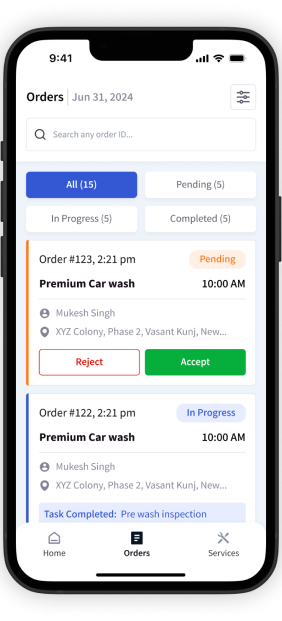 9:41
Orders Jun 31, 2024
Search any order ID...
All (15) Pending (5)
In Progress (5) Completed (5)
Order #123, 2:21 pm Pending
Premium Car wash 10:00 AM
Mukesh Singh
XYZ Colony, Phase 2, Vasant Kunj, New...
Reject Accept
Order #122, 2:21 pm In Progress
Premium Car wash 10:00 AM
Mukesh Singh
XYZ Colony, Phase 2, Vasant Kunj, New...
Task Completed: Pre wash inspection
Home Orders Services